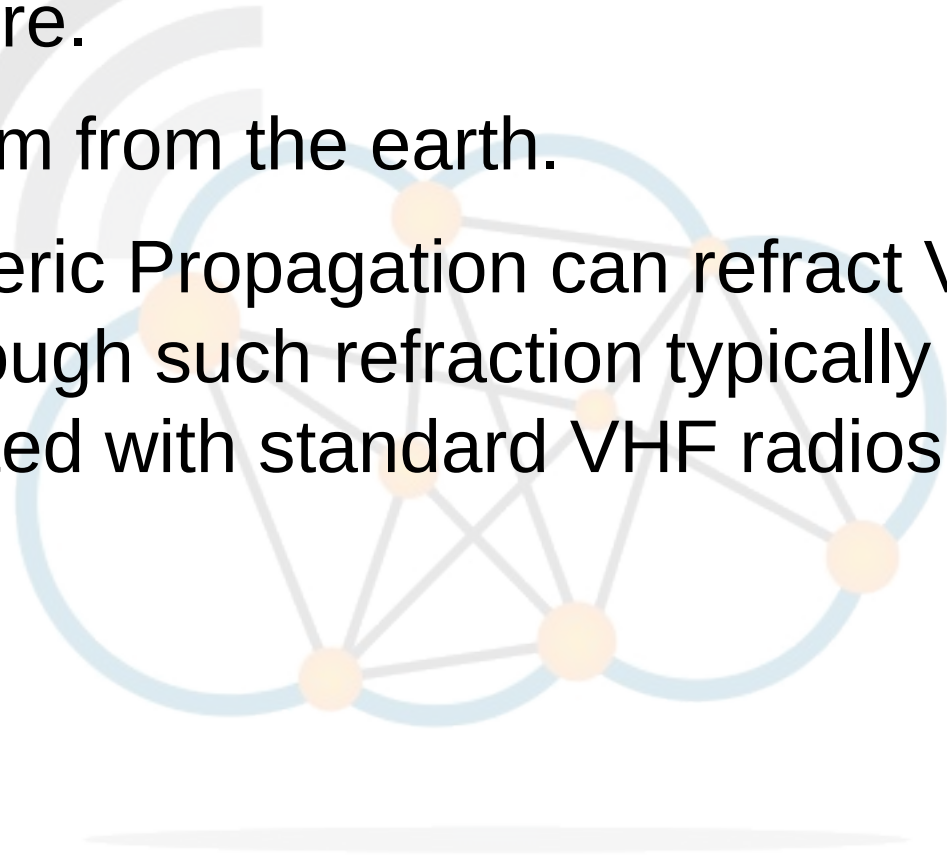 re.
m from the earth.
eric Propagation can refract V
ough such refraction typically
ed with standard VHF radios